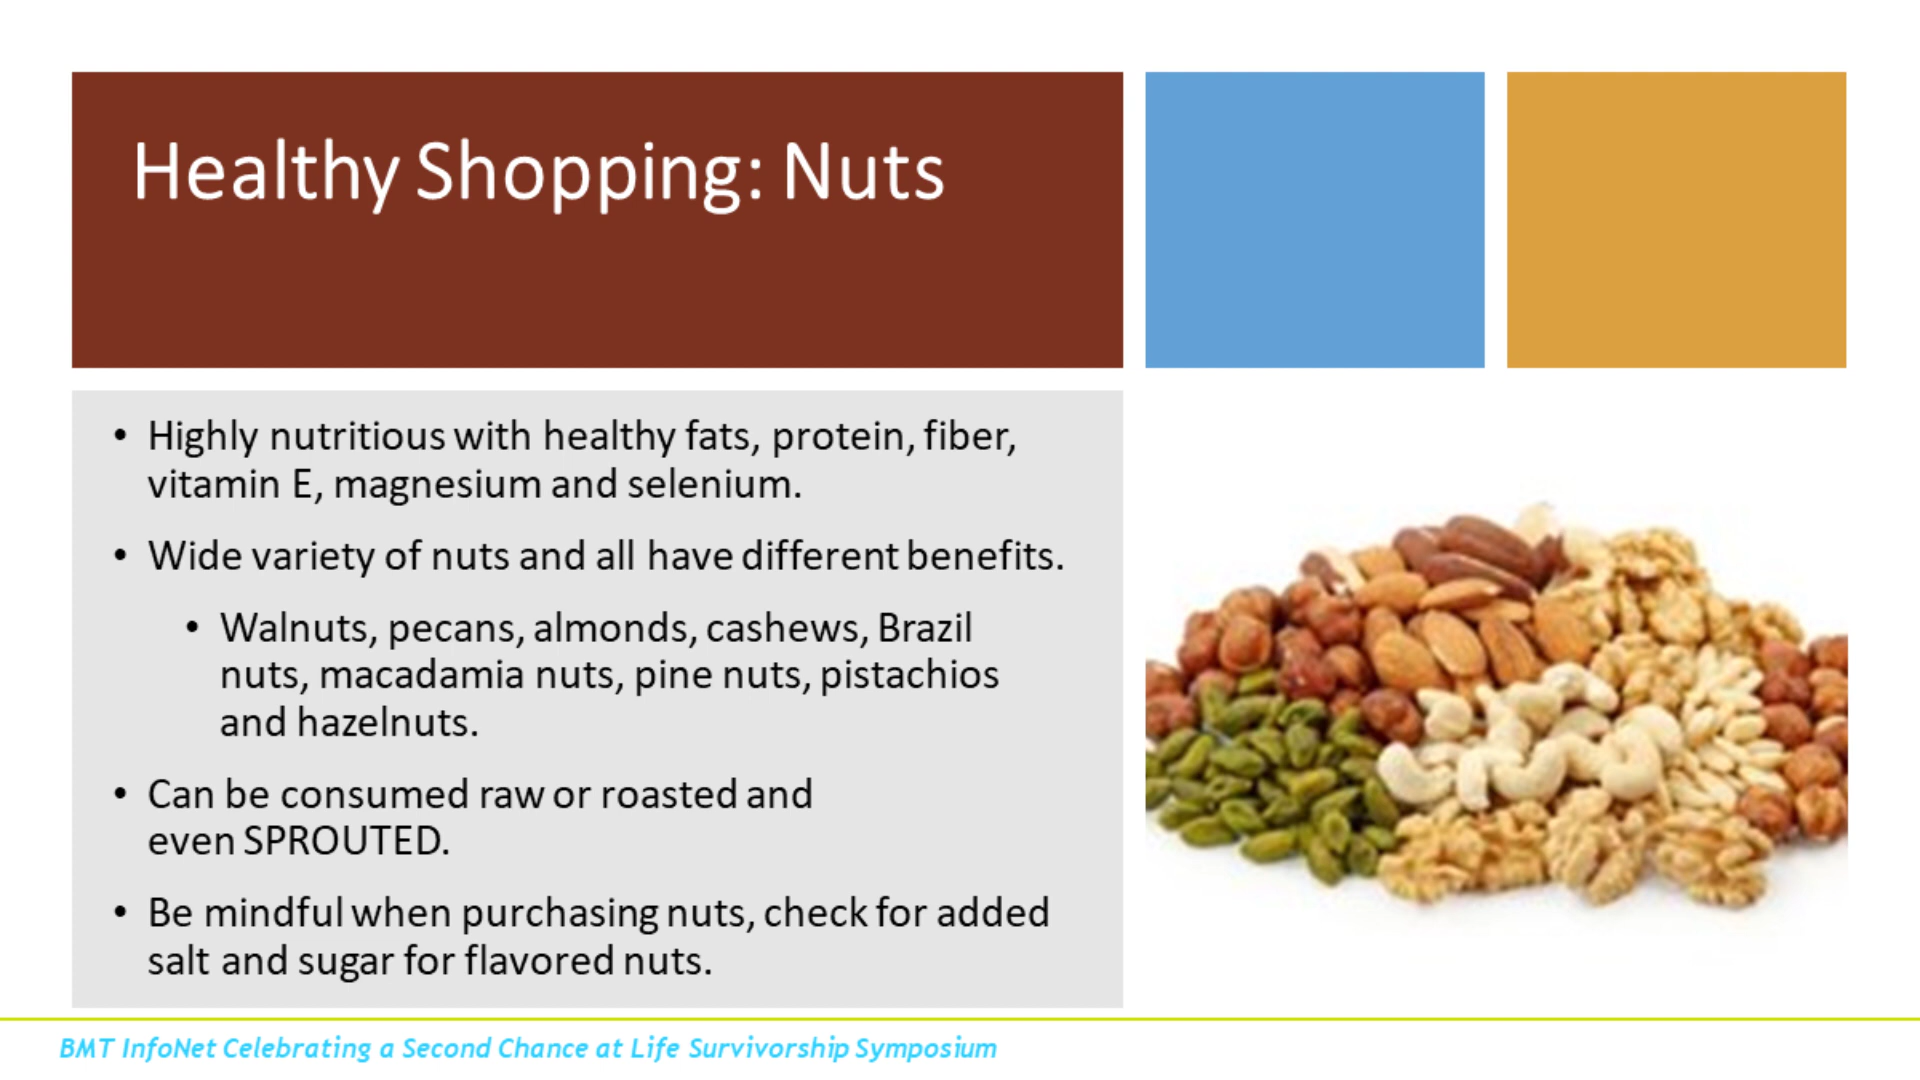 Healthy Shopping: Nuts
• Highly nutritious with healthy fats, protein, fiber,
vitamin E, magnesium and selenium.
• Wide variety of nuts and all have different benefits.
• Walnuts, pecans, almonds, cashews, Brazil
nuts, macadamia nuts, pine nuts, pistachios
and hazelnuts.
• Can be consumed raw or roasted and
even SPROUTED.
• Be mindful when purchasing nuts, check for added
salt and sugar for flavored nuts.
BMT InfoNet Celebrating a Second Chance at Life Survivorship Symposium